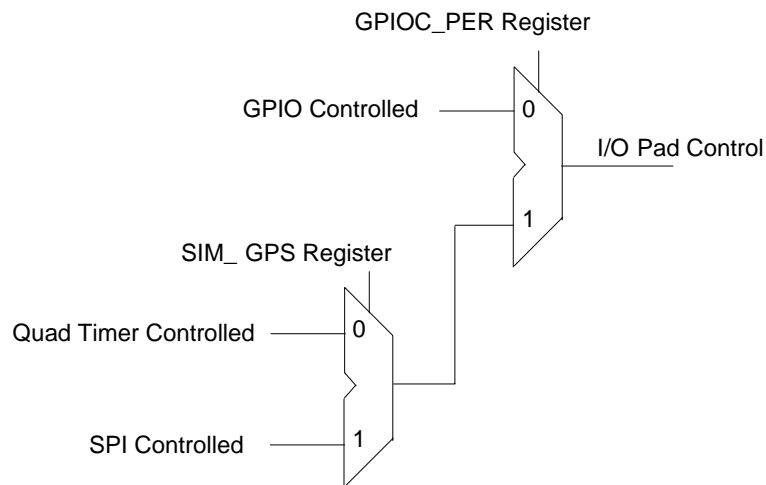 GPIOC_PER Register
GPIO Controlled
0
I/O Pad Control
1
SIM_ GPS Register
Quad Timer Controlled
0
SPI Controlled
1